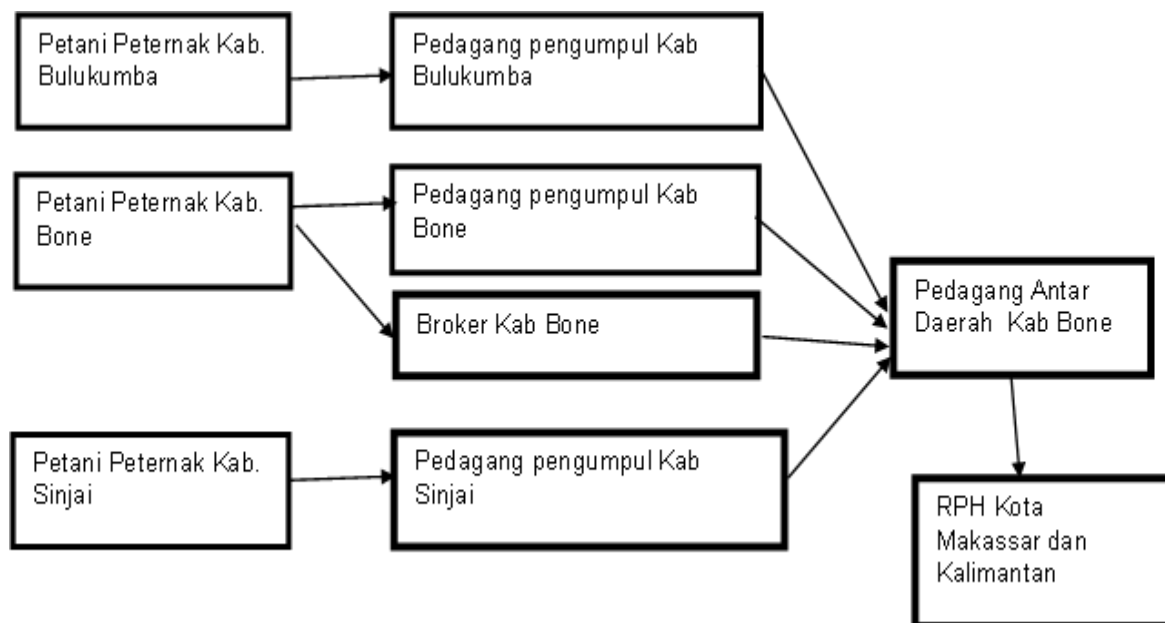 Petani Peternak Kab.
Bulukumba
Pedagang pengumpul Kab
Bulukumba
Petani Peternak Kab.
Bone
Pedagang pengumpul Kab
Bone
Broker Kab Bone
Pedagang Antar
Daerah  Kab Bone
Petani Peternak Kab.
Sinjai
Pedagang pengumpul Kab
Sinjai
RPH Kota
Makassar dan
Kalimantan